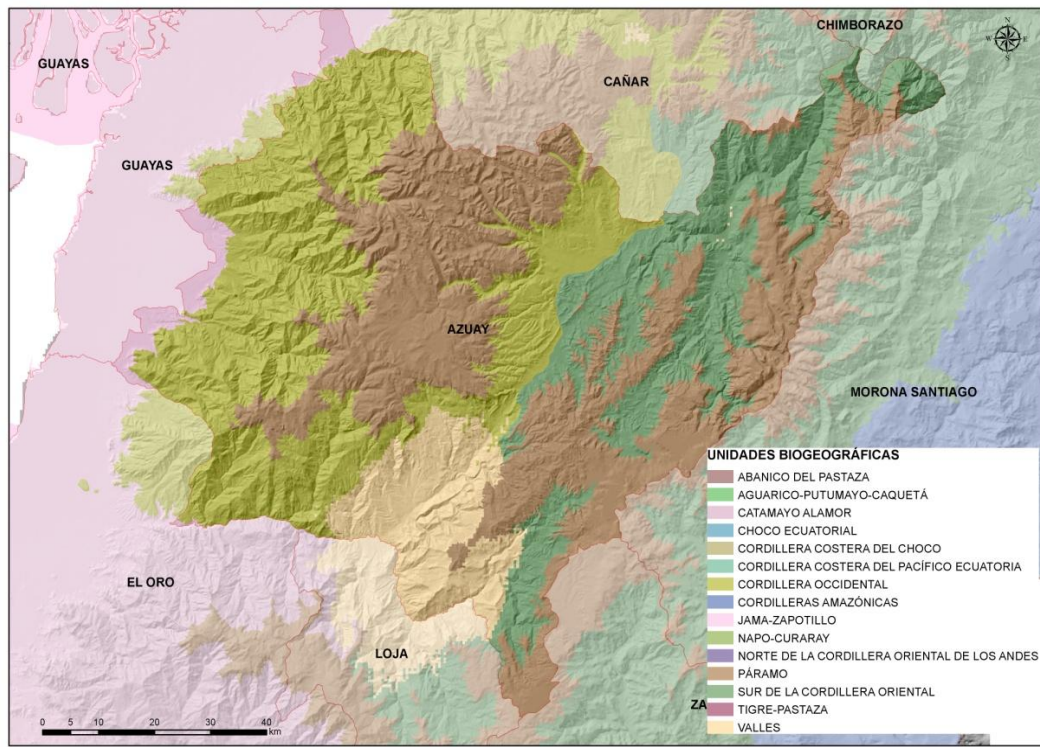 CHIMBORAZO
N
W E
S
GUAYAS
CAÑAR
GUAYAS
AZUAY
MORONA SANTIAGO
UNIDADES BIOGEOGRÁFICAS
ABANICO DEL PASTAZA
AGUARICO-PUTUMAYO-CAQUETÁ
CATAMAYO ALAMOR
CHOCO ECUATORIAL
CORDILLERA COSTERA DEL CHOCO
CORDILLERA COSTERA DEL PACÍFICO ECUATORIA
CORDILLERA OCCIDENTAL
CORDILLERAS AMAZÓNICAS
JAMA-ZAPOTILLO
NAPO-CURARAY
NORTE DE LA CORDILLERA ORIENTAL DE LOS ANDES
PÁRAMO
SUR DE LA CORDILLERA ORIENTAL
TIGRE-PASTAZA
VALLES
EL ORO
LOJA
ZA
0 5 10 20 30 40
km